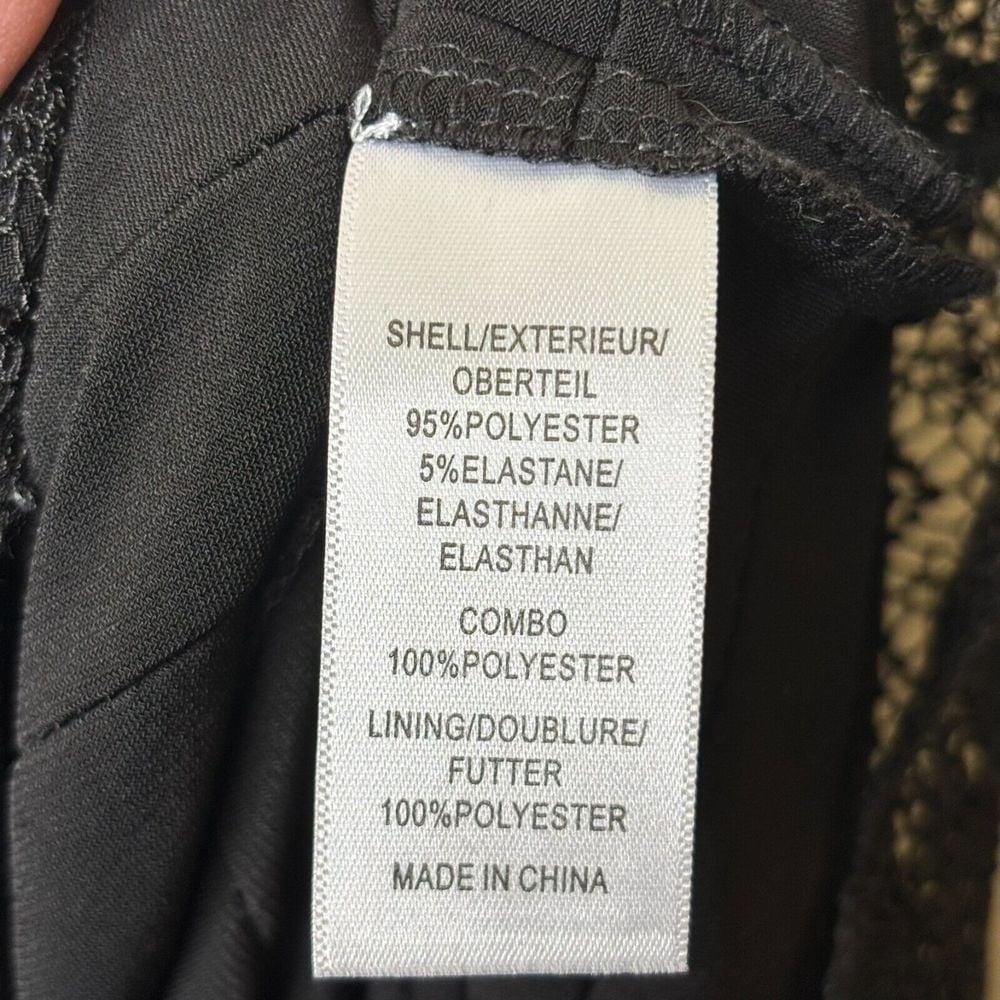 SHELL/EXTERIEUR/
OBERTEIL
95%POLYESTER
5%ELASTANE/
ELASTHANNE/
ELASTHAN
COMBO
100%POLYESTER
LINING/DOUBLURE/
FUTTER
100%POLYESTER
MADE IN CHINA